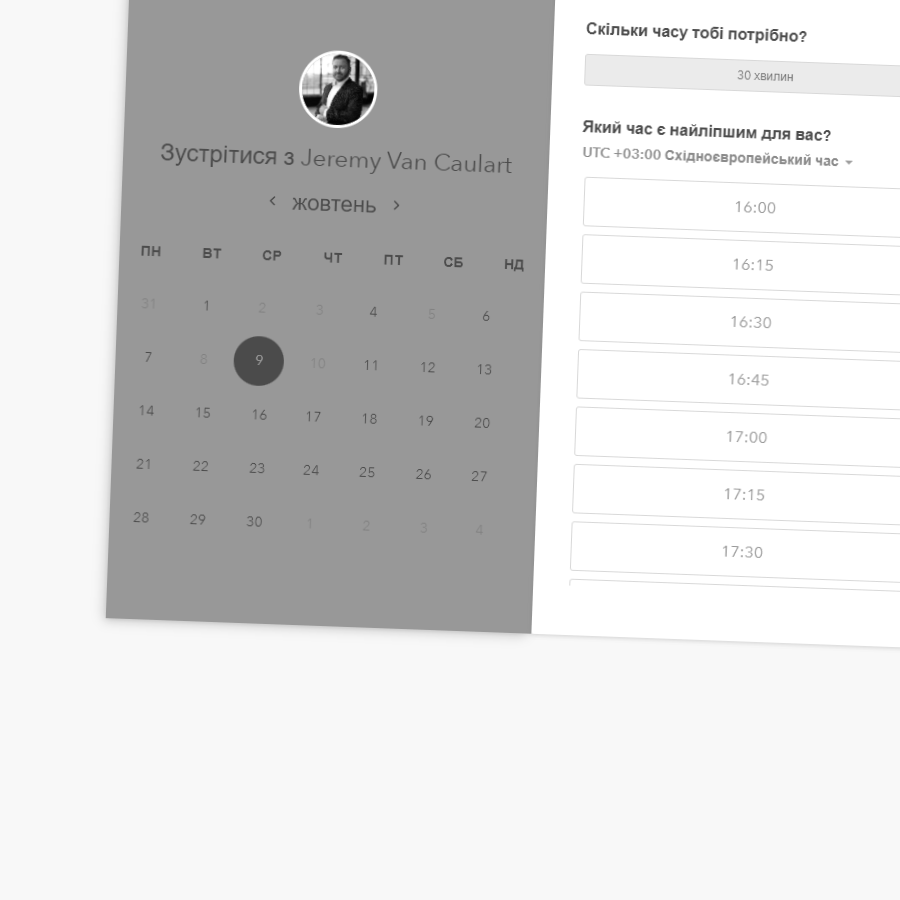 Зустрітися з Jeremy Van Caulart
‹ жовтень ›
ПН ВТ СР ЧТ ПТ СБ НД
31 1 2 3 4 5 6
7 8 9 10 11 12 13
14 15 16 17 18 19 20
21 22 23 24 25 26 27
28 29 30 1 2 3 4
Скільки часу тобі потрібно?
30 хвилин
Який час є найліпшим для вас?
UTC +03:00 Східноєвропейський час
16:00
16:15
16:30
16:45
17:00
17:15
17:30